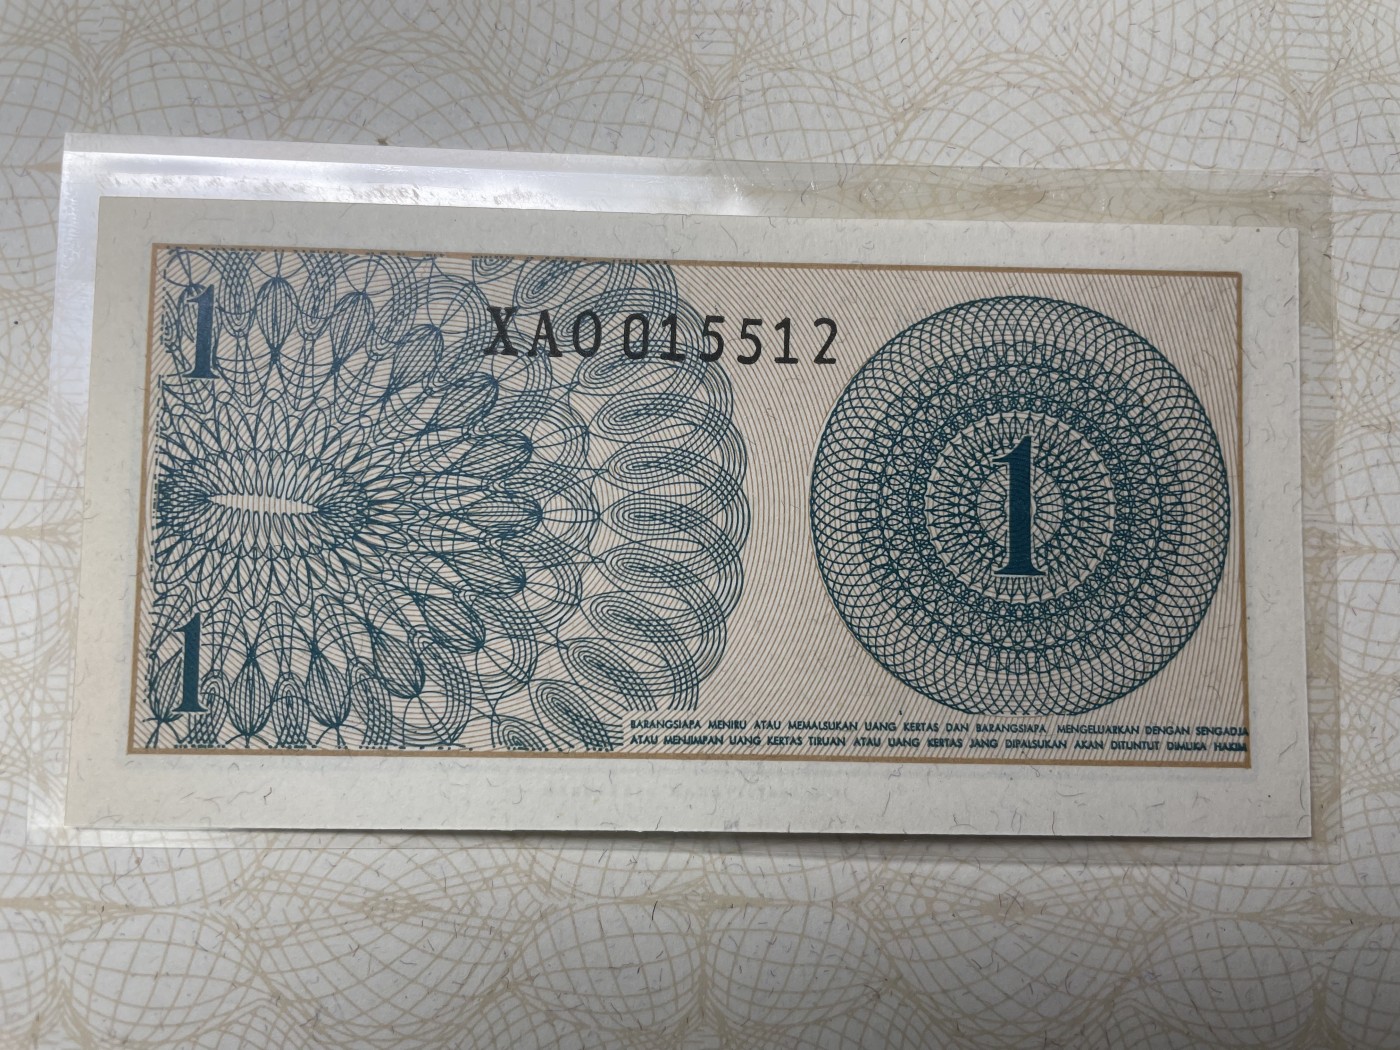 1
XAO 015512
1
1
BARANGSIAPA MENIRU ATAU MEMALSUKAN UANG KERTAS DAN BARANGSIAPA MENGELUARKAN DENGAN SENGADJA
ATAU MENJIMPAN UANG KERTAS TIRUAN ATAU UANG KERTAS JANG DIPALSUKAN AKAN DITUNTUT DIMUKA HAKIM